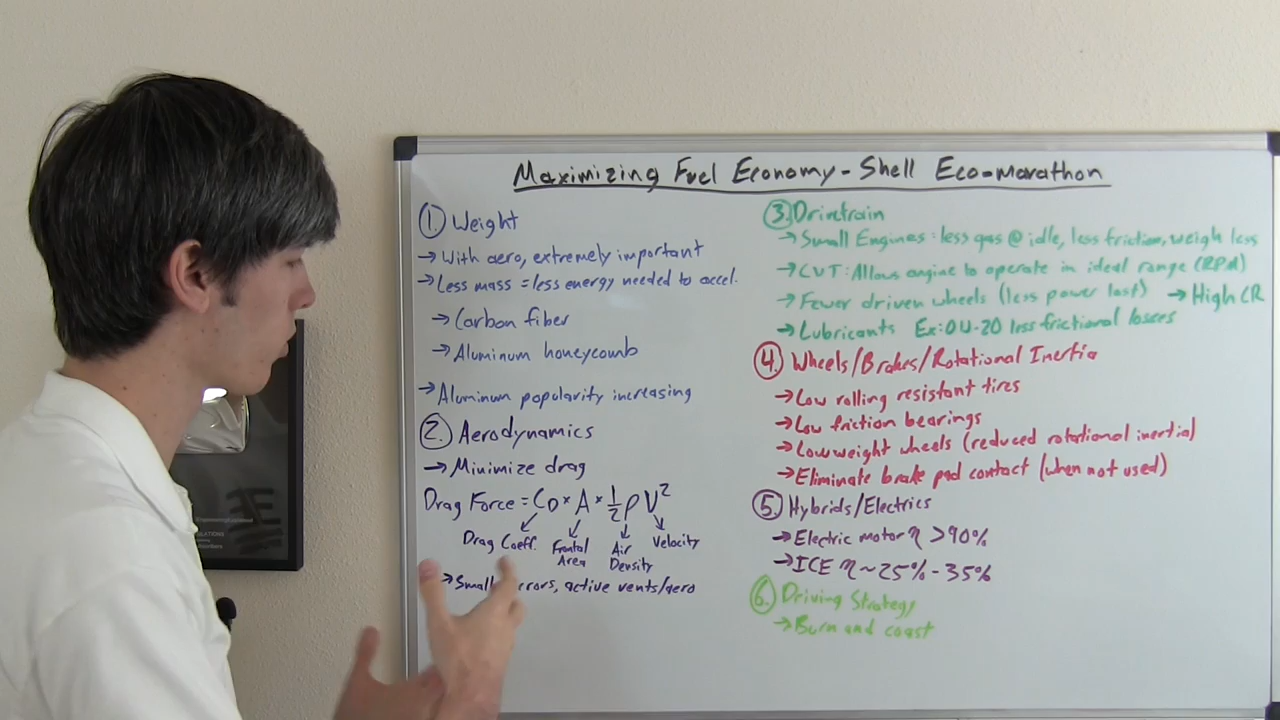 Maximizing Fuel Economy - Shell Eco-marathon
1. Weight
→ With aero, extremely important
→ Less mass = less energy needed to accel.
→ Carbon fiber
→ Aluminum honeycomb
→ Aluminum popularity increasing
2. Aerodynamics
→ Minimize drag
Drag Force = CD × A × 1/2 ρ V²
Drag Coeff. Frontal Area Air Density Velocity
→ Small rrors, active vents/aero
3. Drivetrain
→ Small Engines: less gas @ idle, less friction, weigh less
→ CVT: Allows engine to operate in ideal range (RPM)
→ Fewer driven wheels (less power lost) → High CR
→ Lubricants Ex: 0W-20 less frictional losses
4. Wheels/Brakes/Rotational Inertia
→ Low rolling resistant tires
→ Low friction bearings
→ Low weight wheels (reduced rotational inertia)
→ Eliminate brake pad contact (when not used)
5. Hybrids/Electrics
→ Electric motor η >90%
→ ICE η ~25%-35%
6. Driving Strategy
→ Burn and coast